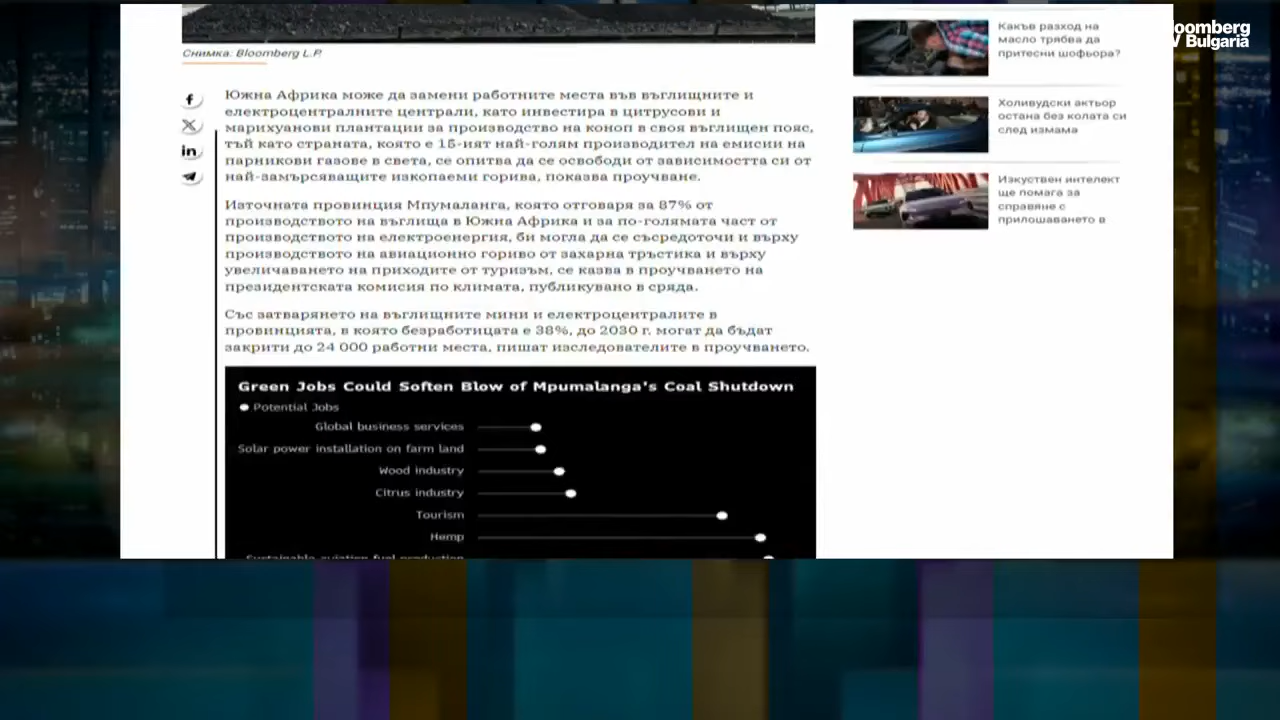 Снимка: Bloomberg L.P.
Южна Африка може да замени работните места във въглищните и
електроцентралните централи, като инвестира в цитрусови и
марихуанови плантации за производство на коноп в своя въглищен пояс,
тъй като страната, която е 15-ият най-голям производител на емисии на
парникови газове в света, се опитва да се освободи от зависимостта си от
най-замърсяващите изкопаеми горива, показва проучване.
Източната провинция Мпумаланга, която отговаря за 87% от
производството на въглища в Южна Африка и за по-голямата част от
производството на електроенергия, би могла да се съсредоточи и върху
производството на авиационно гориво от захарна тръстика и върху
увеличаването на приходите от туризъм, се казва в проучването на
президентската комисия по климата, публикувано в сряда.
Със затварянето на въглищните мини и електроцентралите в
провинцията, в която безработицата е 38%, до 2030 г. могат да бъдат
закрити до 24 000 работни места, пишат изследователите в проучването.
Green Jobs Could Soften Blow of Mpumalanga's Coal Shutdown
Potential Jobs
Global business services
Solar power installation on farm land
Wood industry
Citrus industry
Tourism
Hemp
Sustainable aviation fuel production
Какъв разход на
масло трябва да
притесни шофьора?
Холивудски актьор
остана без колата си
след измама
Изкуствен интелект
ще помага за
справяне с
прилошаването в
loomberg
V Bulgaria